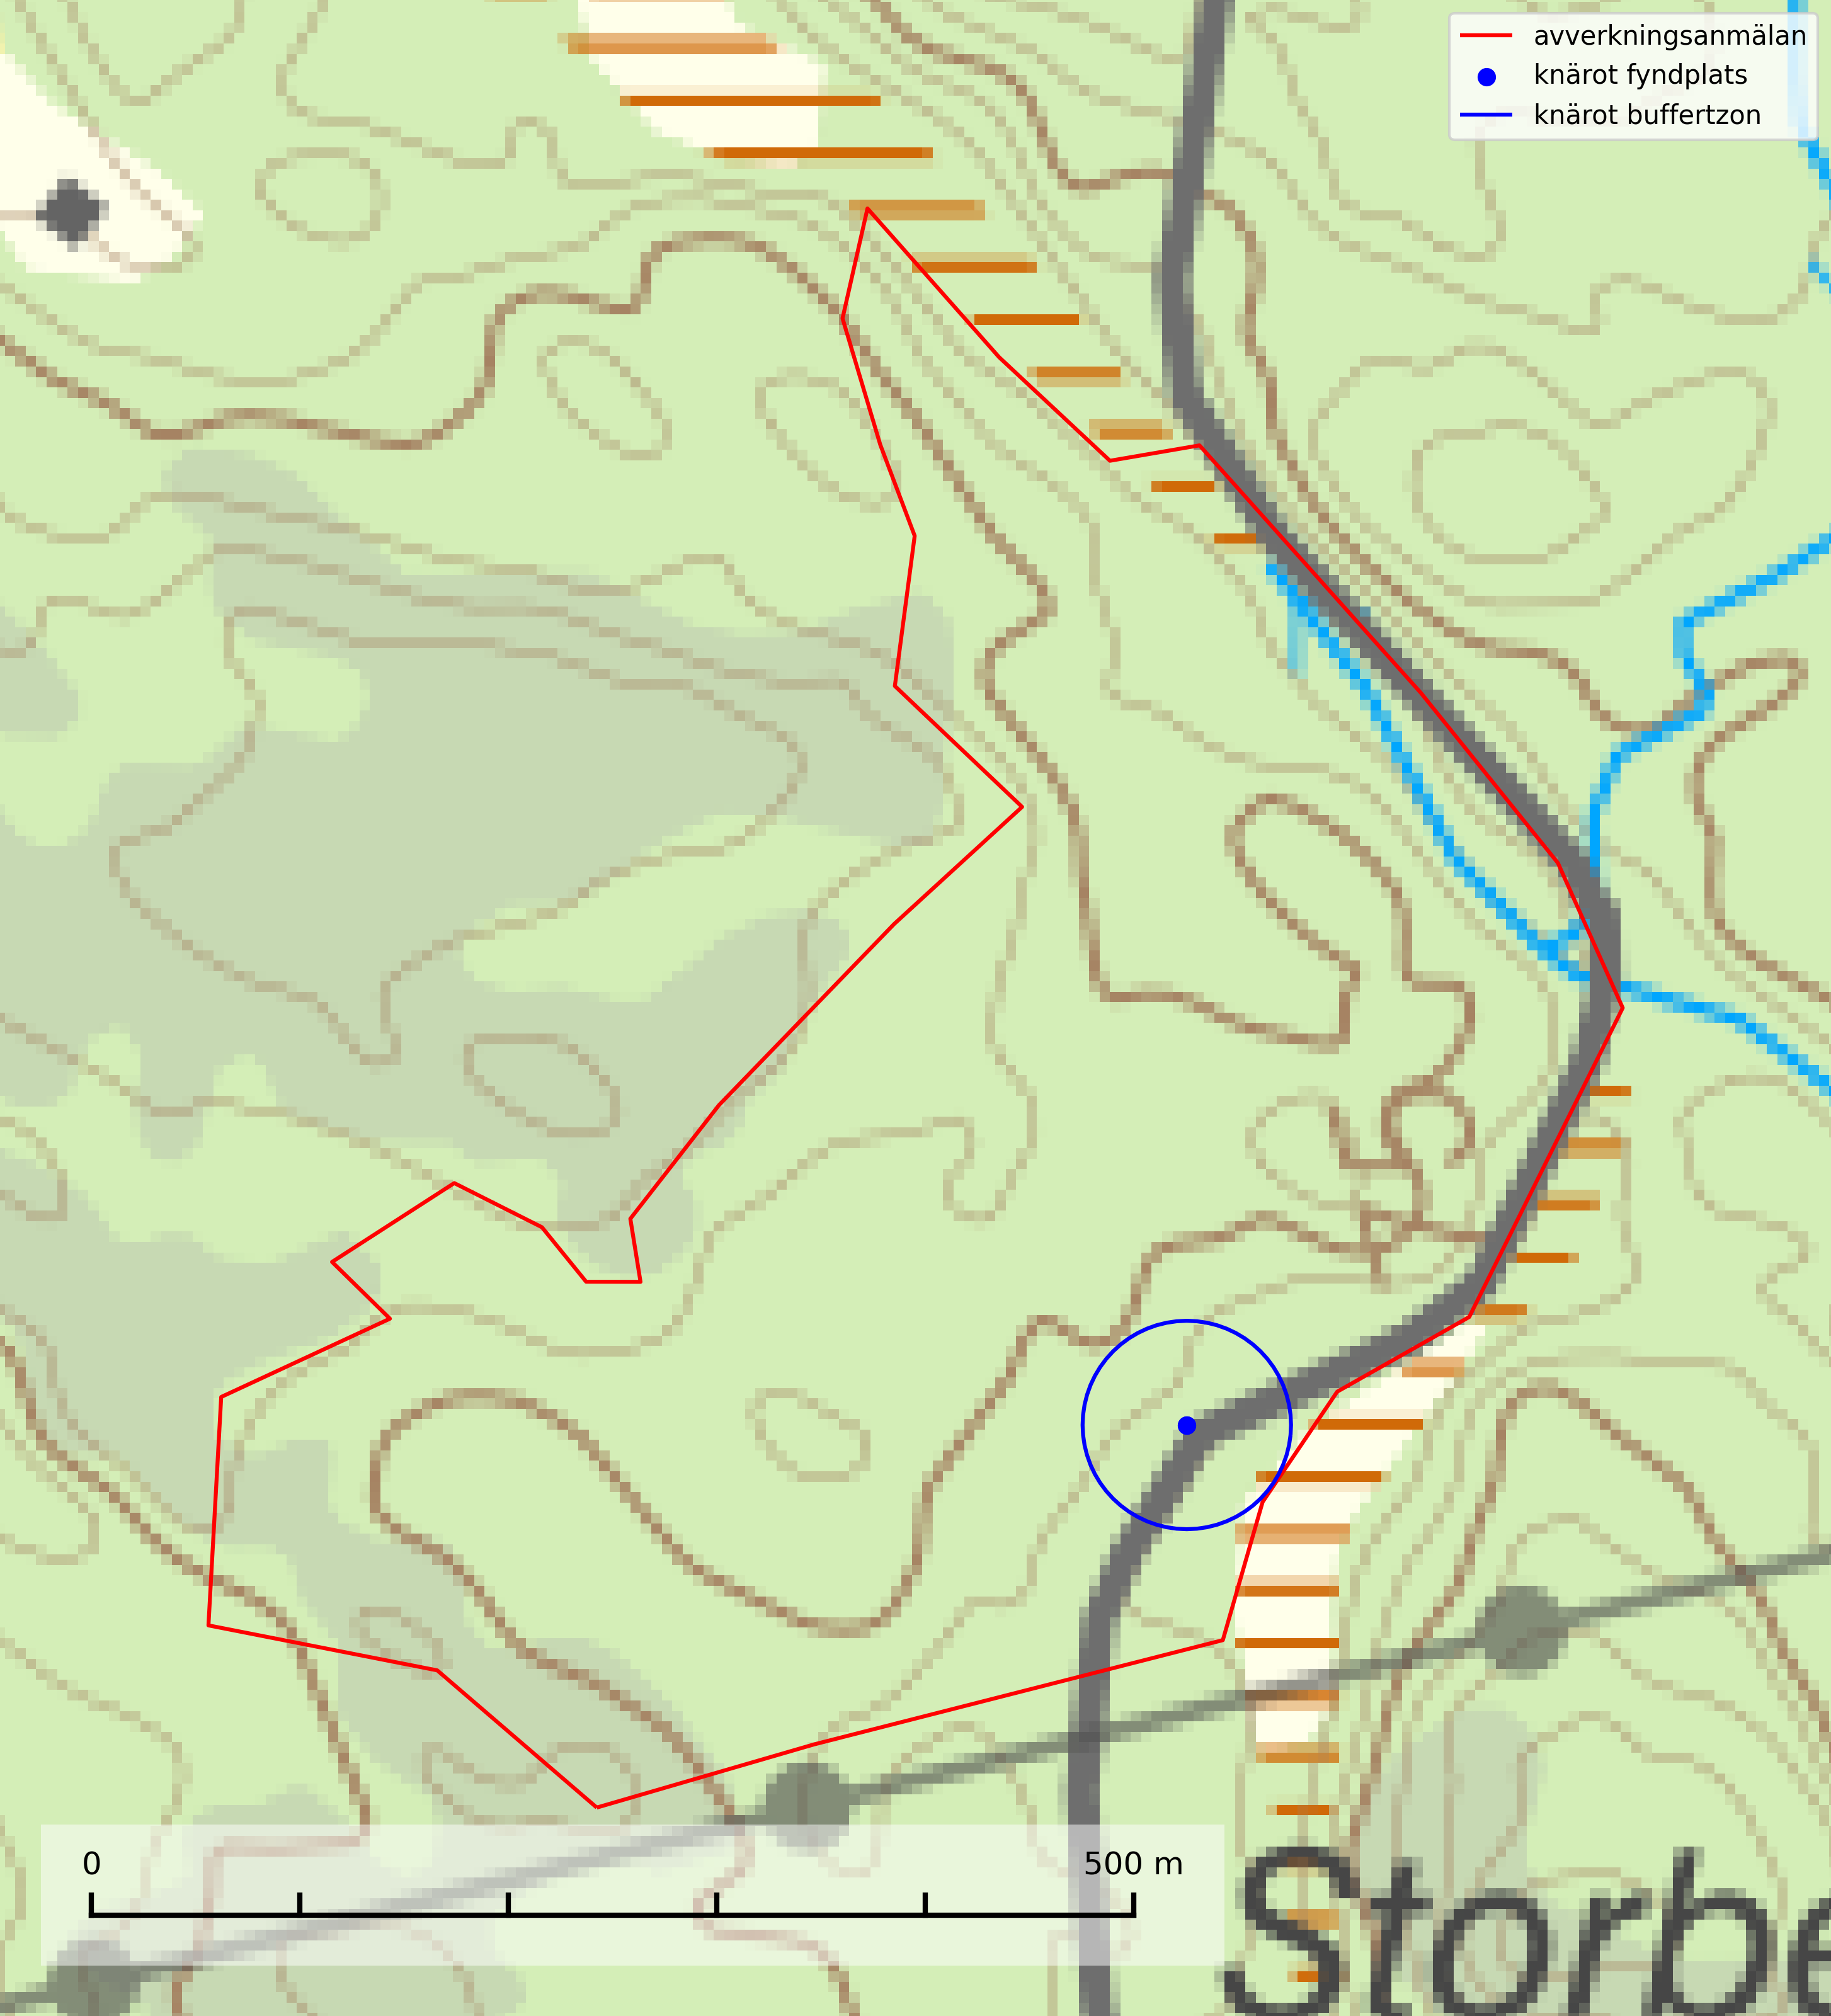 avverkningsanmälan
knärot fyndplats
knärot buffertzon
0 500 m
Storbe